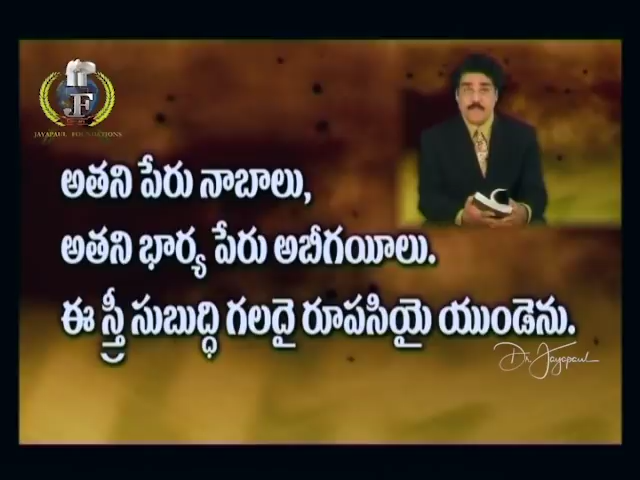 JF
JAYAPAUL FOUNDATIONS
అతని పేరు నాబాలు,
అతని భార్య పేరు అబీగయీలు.
ఈ స్త్రీ సుబుద్ధి గలదై రూపసియై యుండెను.
Dr. Jayapaul